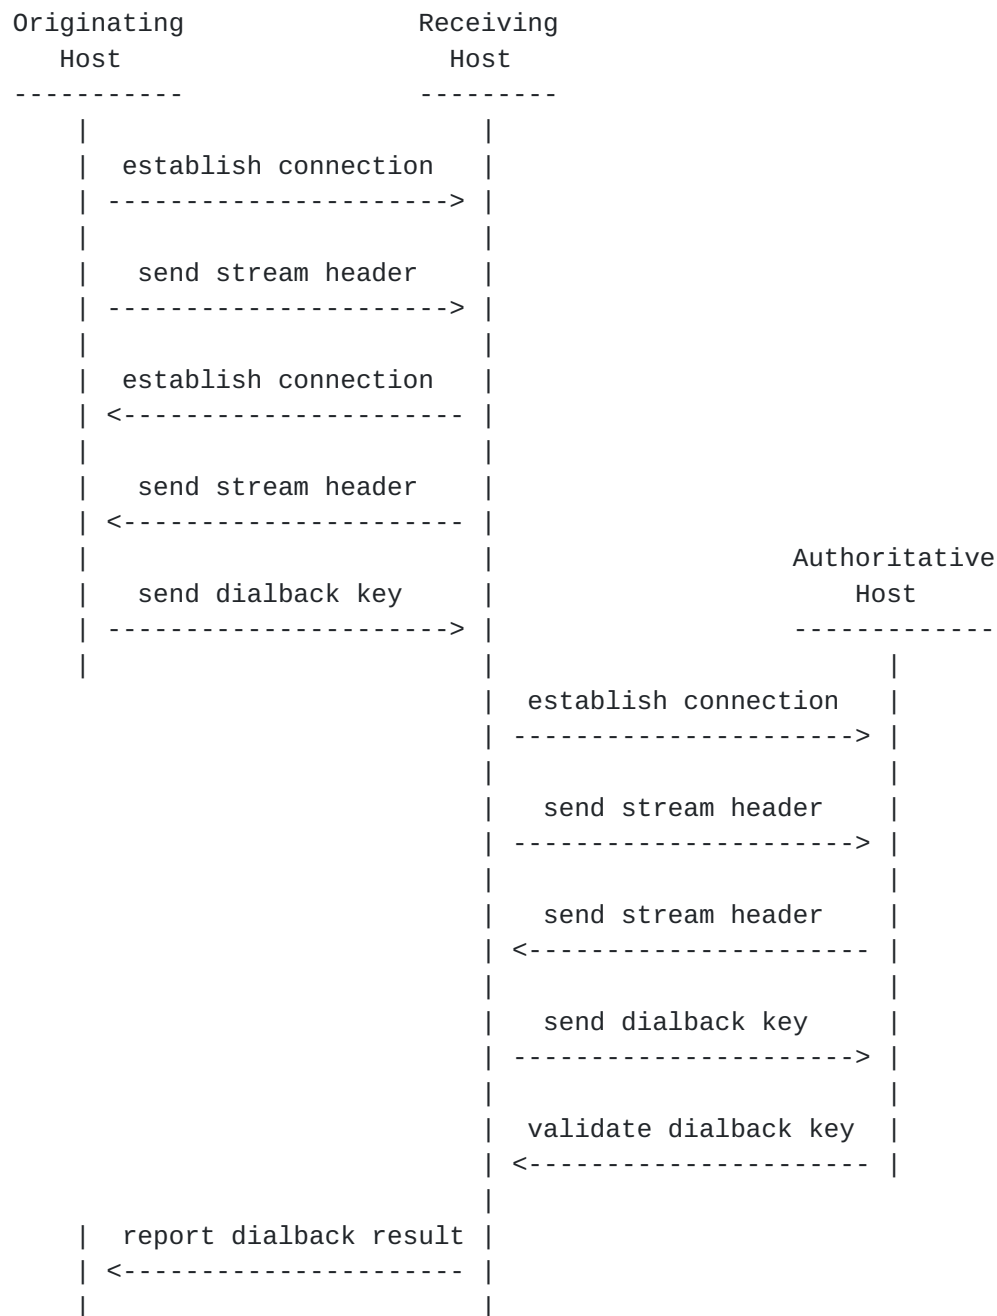 Originating               Receiving
   Host                     Host
-----------               ---------
    |                         |
    |  establish connection   |
    | ----------------------> |
    |                         |
    |   send stream header    |
    | ----------------------> |
    |                         |
    |  establish connection   |
    | <---------------------- |
    |                         |
    |   send stream header    |
    | <---------------------- |
    |                         |                   Authoritative
    |   send dialback key     |                       Host
    | ----------------------> |                   -------------
    |                         |                         |
                              |  establish connection   |
                              | ----------------------> |
                              |                         |
                              |   send stream header    |
                              | ----------------------> |
                              |                         |
                              |   send stream header    |
                              | <---------------------- |
                              |                         |
                              |   send dialback key     |
                              | ----------------------> |
                              |                         |
                              |  validate dialback key  |
                              | <---------------------- |
                              |
    |  report dialback result |
    | <---------------------- |
    |                         |